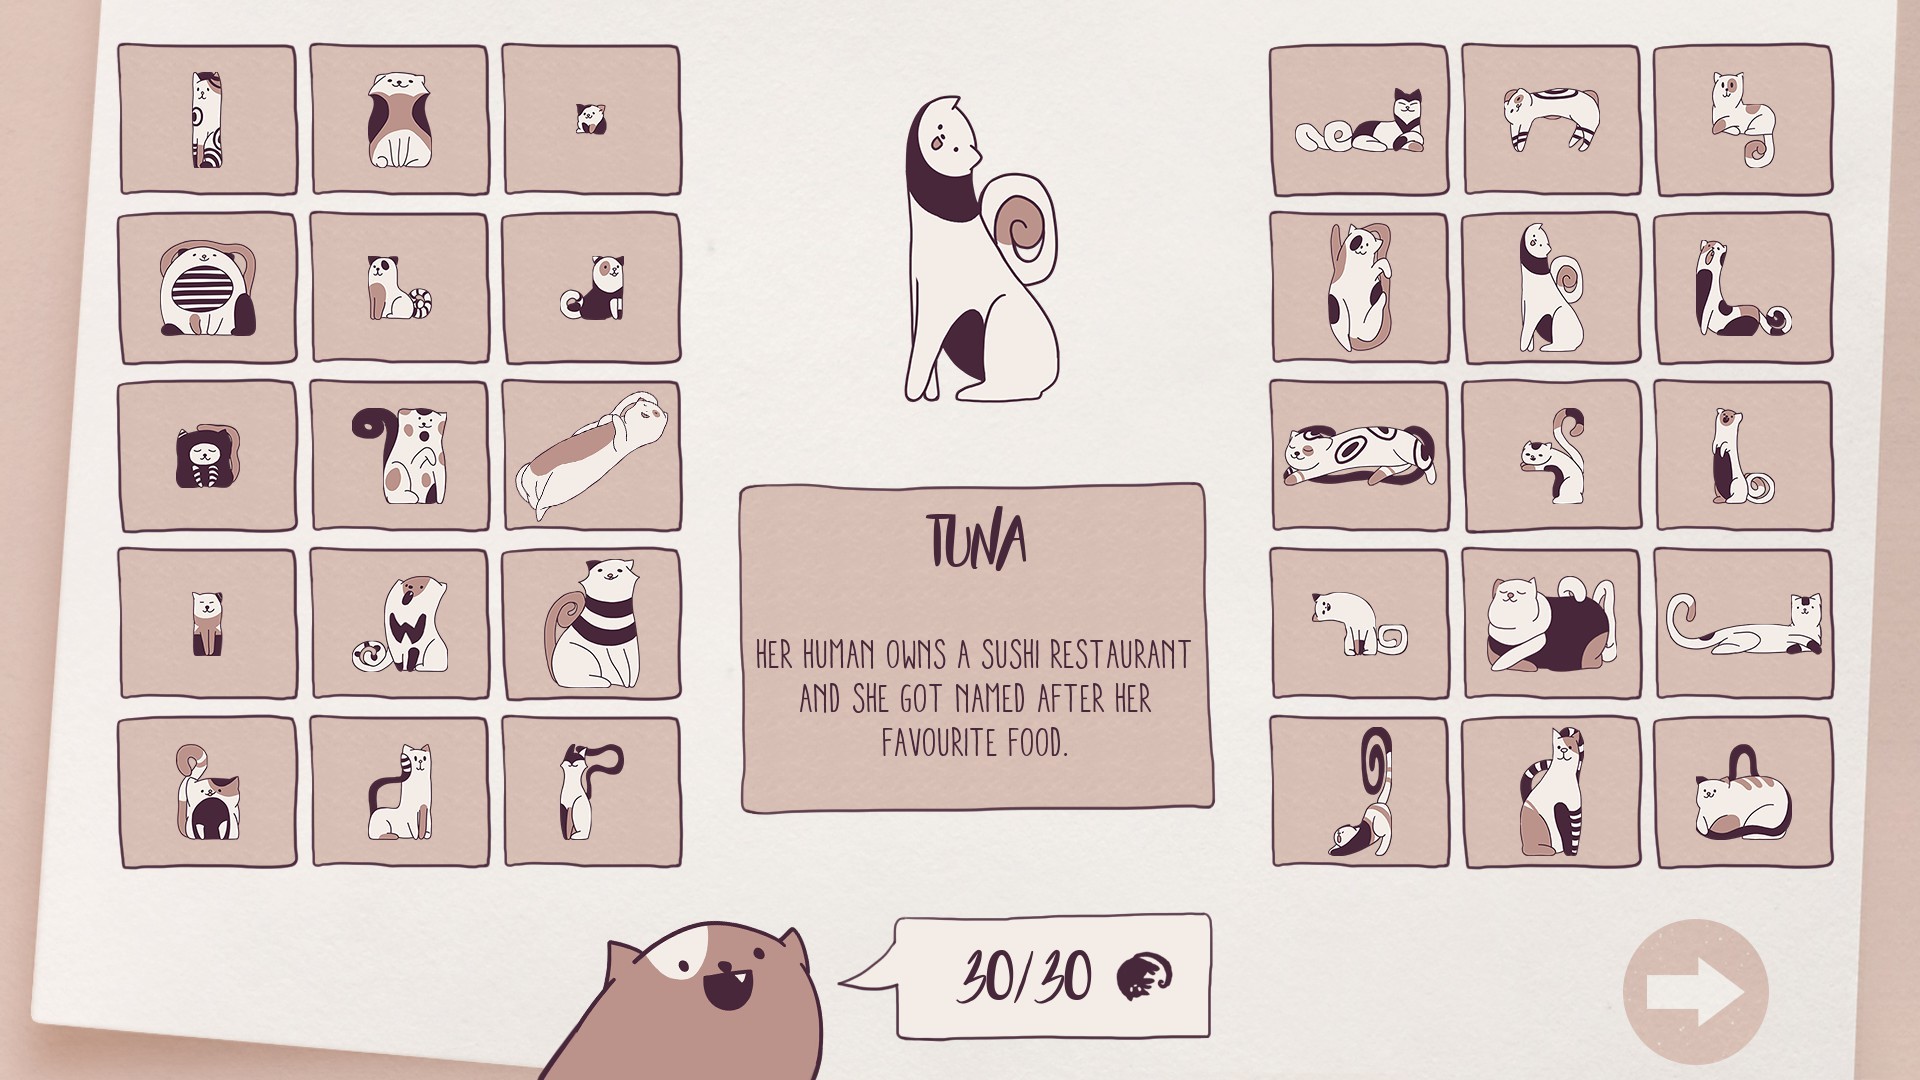 TUNA
HER HUMAN OWNS A SUSHI RESTAURANT
AND SHE GOT NAMED AFTER HER
FAVOURITE FOOD.
30/30